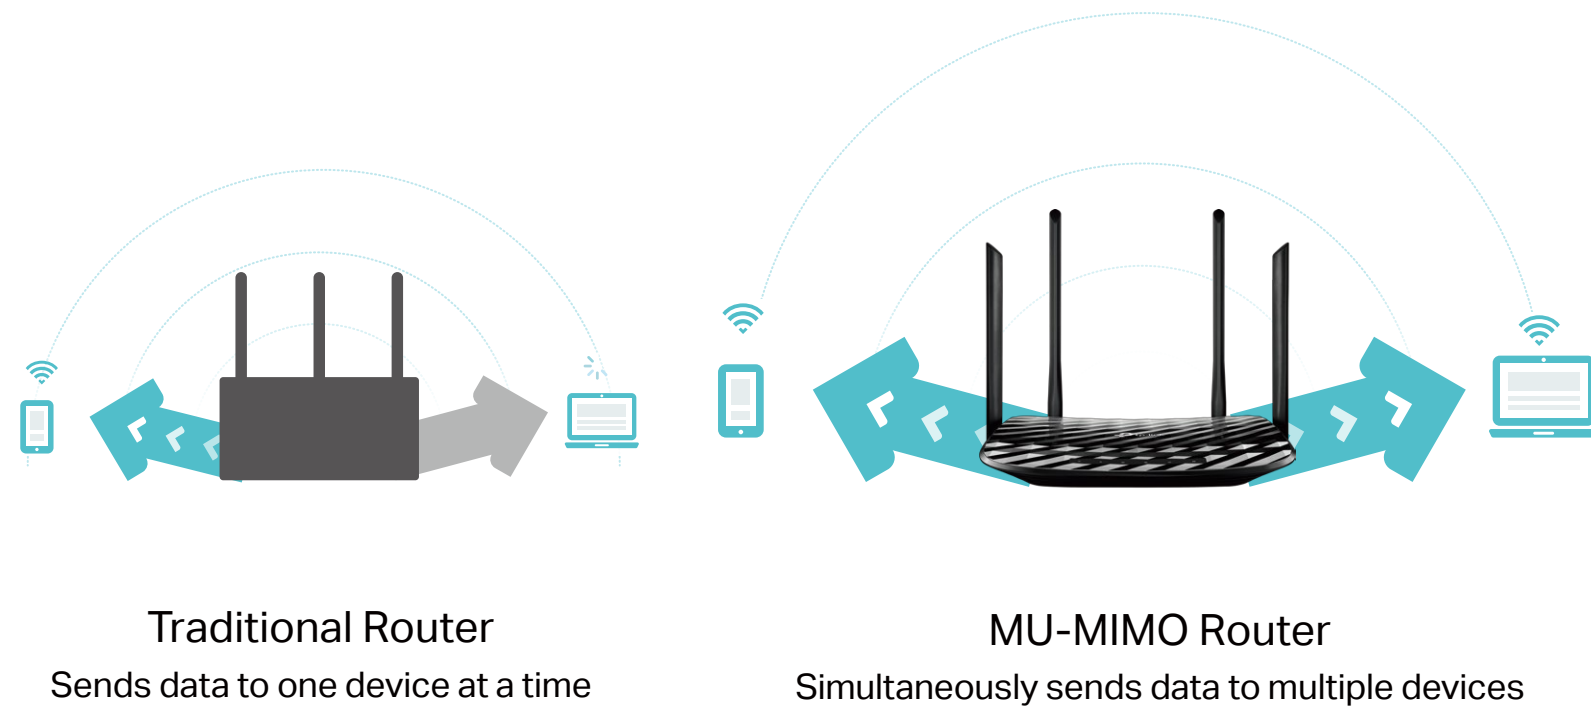 Traditional Router
Sends data to one device at a time
MU-MIMO Router
Simultaneously sends data to multiple devices